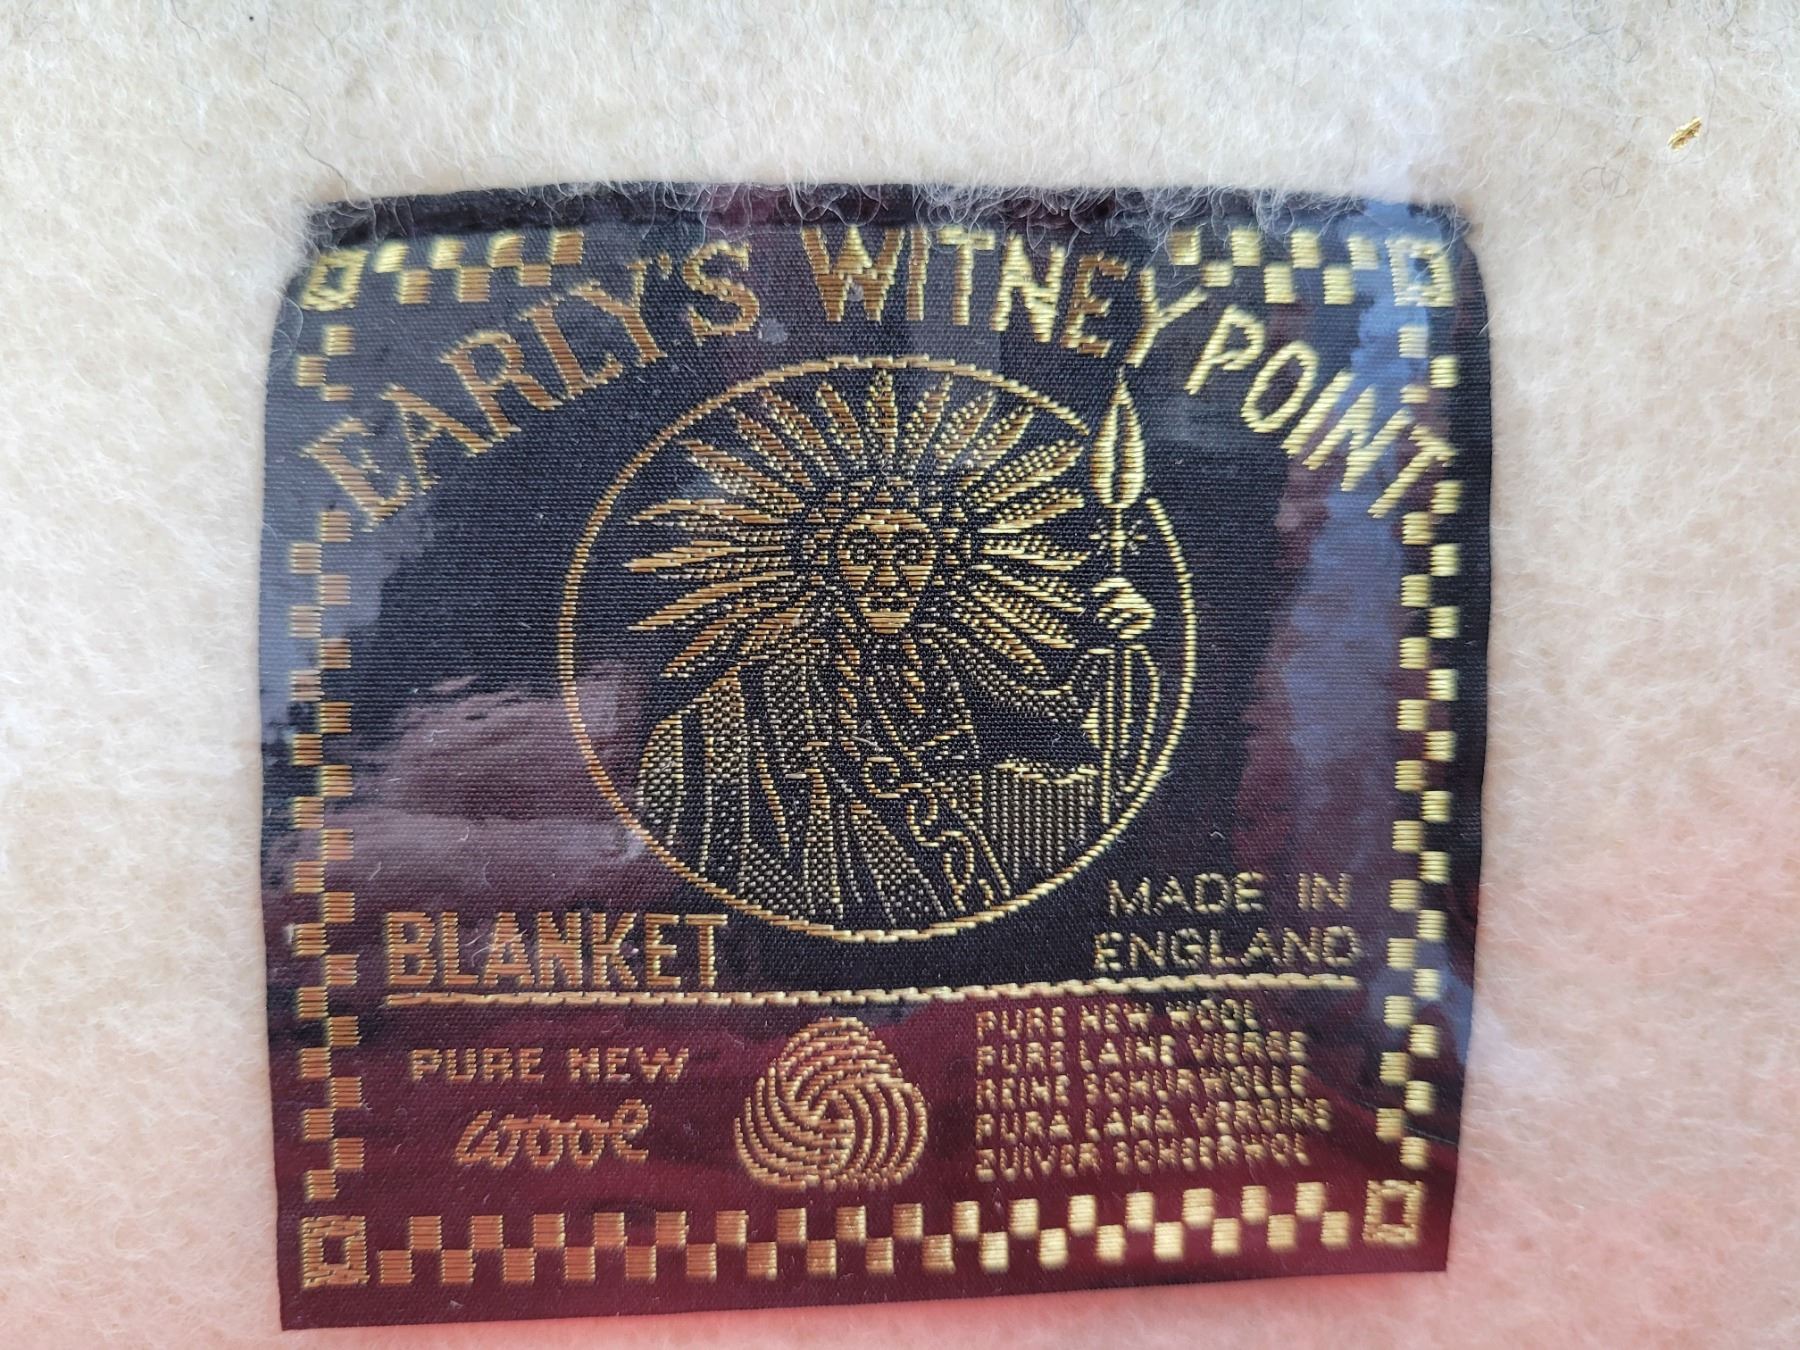 EARLY'S WITNEY POINT
BLANKET
MADE IN
ENGLAND
PURE NEW
wool
PURE NEW WOOL
PURE LAINE VIERGE
REINE SCHURWOLLE
PURA LANA VERGINE
ZUIVER SCHEERWOL